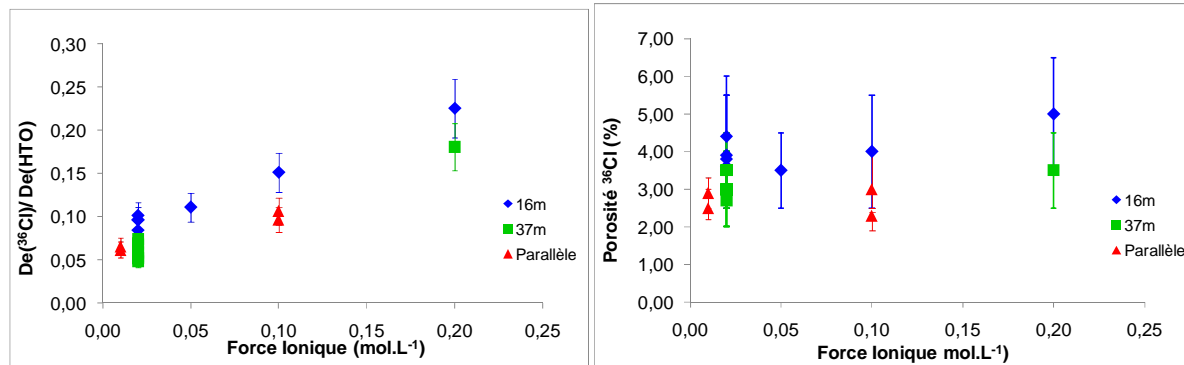 De(³⁶Cl)/ De(HTO)
0,30
0,25
0,20
0,15
0,10
0,05
0,00
0,00 0,05 0,10 0,15 0,20 0,25
Force Ionique (mol.L⁻¹)
16m
37m
Parallèle
Porosité ³⁶Cl (%)
7,00
6,00
5,00
4,00
3,00
2,00
1,00
0,00
0,00 0,05 0,10 0,15 0,20 0,25
Force Ionique mol.L⁻¹)
16m
37m
Parallèle